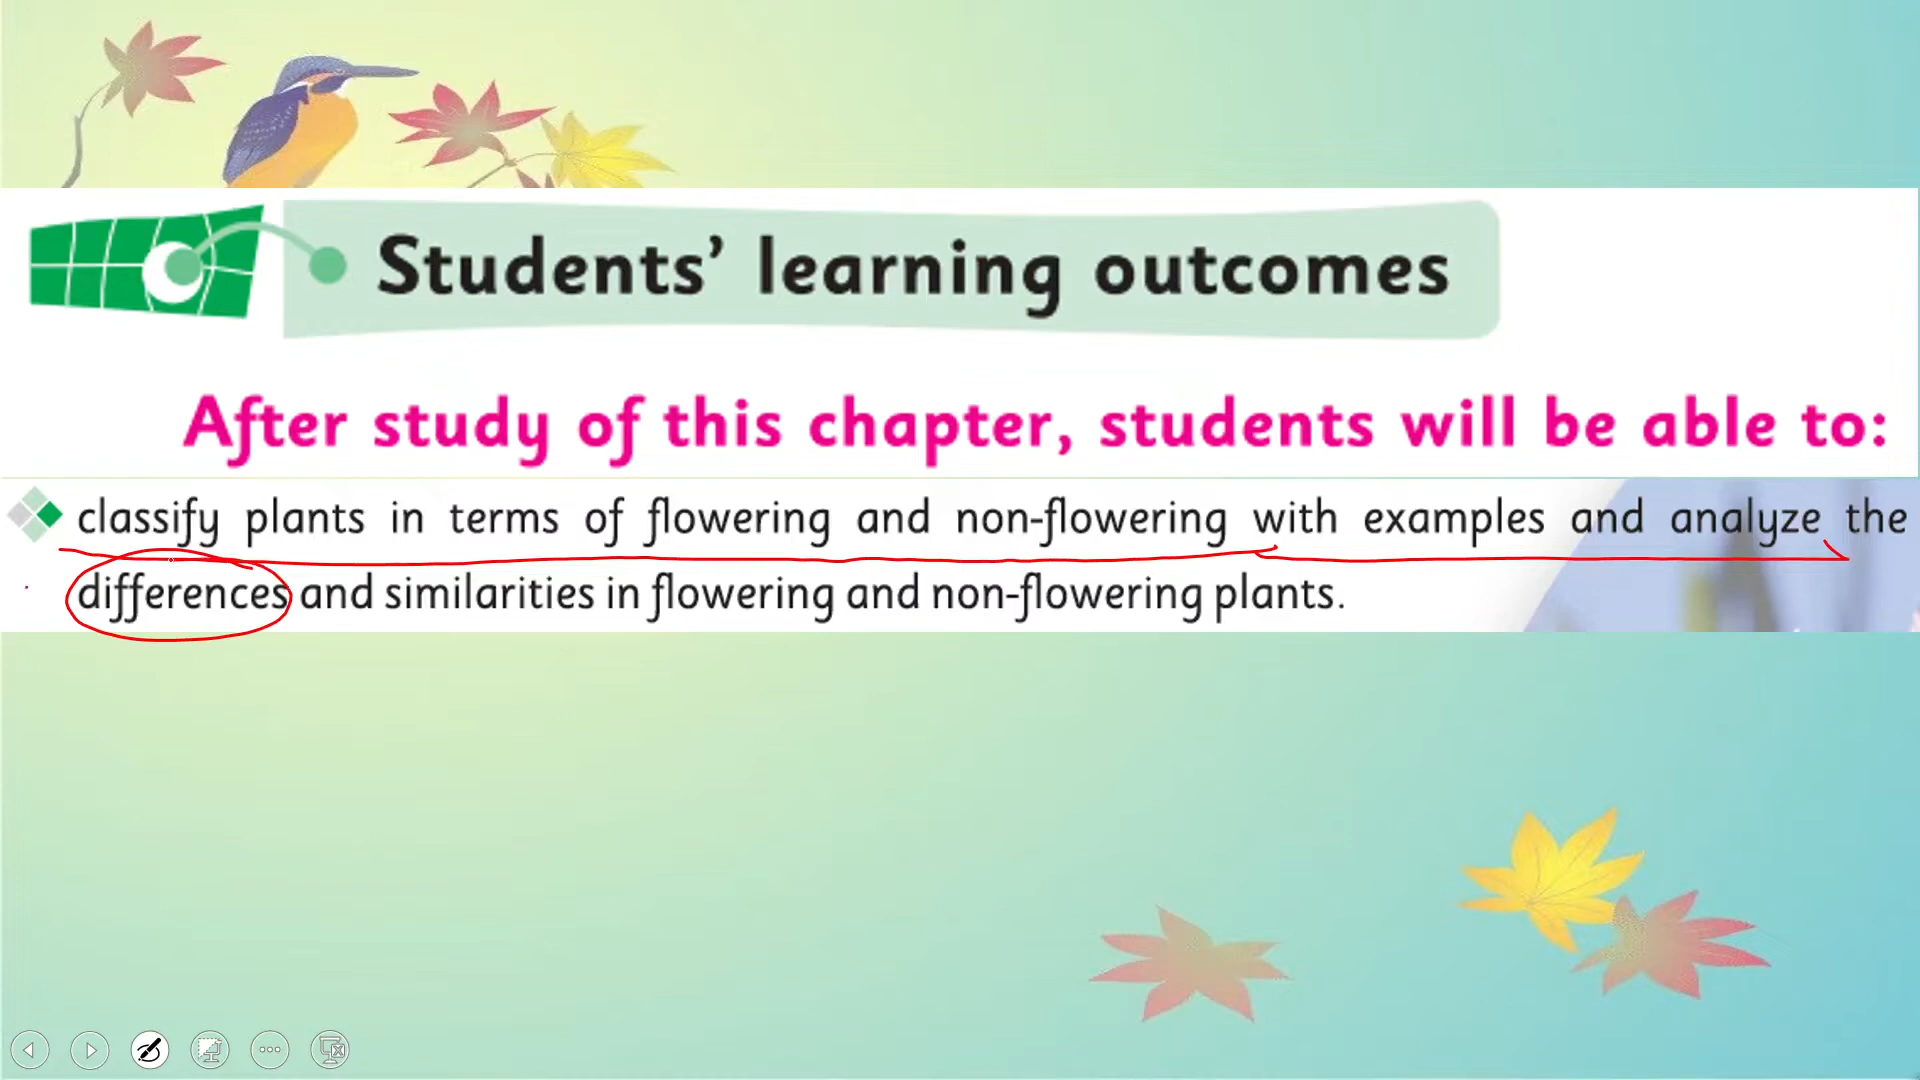 Students’ learning outcomes
After study of this chapter, students will be able to:
classify plants in terms of flowering and non-flowering with examples and analyze the
differences and similarities in flowering and non-flowering plants.